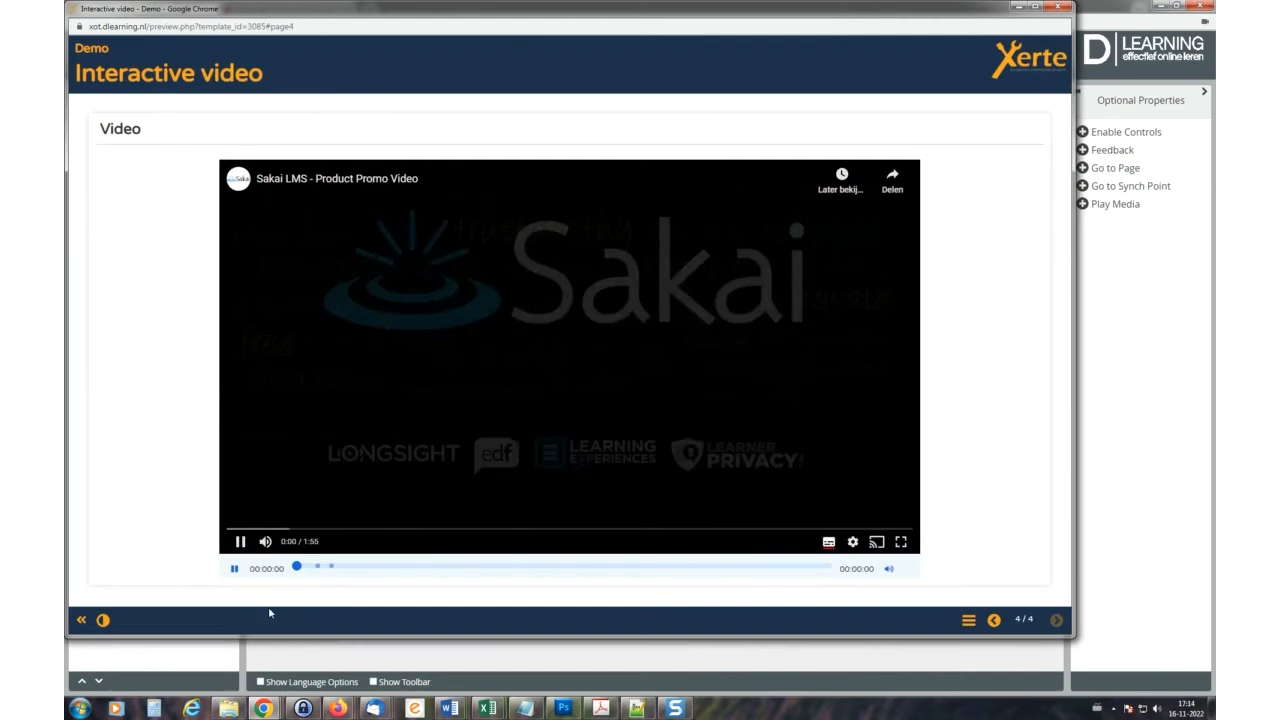 Interactive video - Demo - Google Chrome
xot.dlearning.nl/preview.php?template_id=3085#page4
Demo
Interactive video
Xerte
D LEARNING
effectief online leren
Optional Properties
Enable Controls
Feedback
Go to Page
Go to Synch Point
Play Media
Video
Sakai
Sakai LMS - Product Promo Video
Later bekij...
Delen
Sakai
LONGSIGHT
edf
LEARNING
EXPERIENCES
LEARNER
PRIVACY
0:00 / 1:55
00:00:00
00:00:00
4 / 4
Show Language Options
Show Toolbar
17:14
16-11-2022